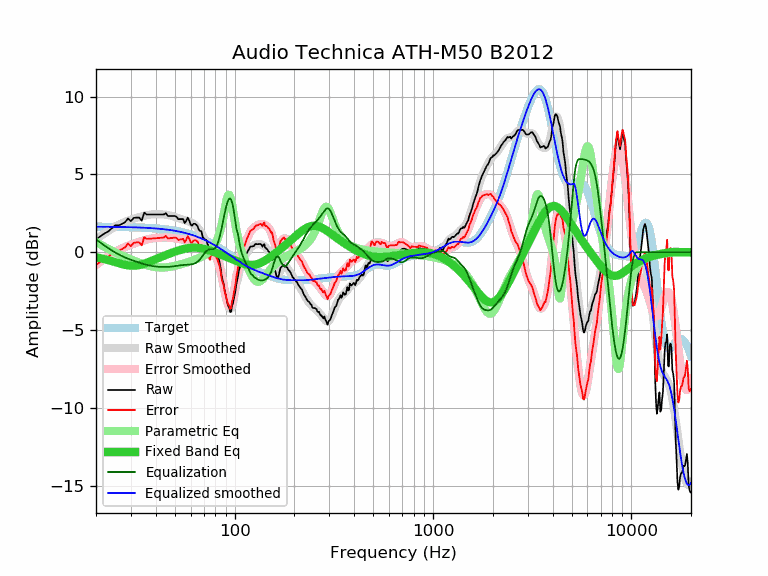 Audio Technica ATH-M50 B2012
Amplitude (dBr)
10
5
0
−5
−10
−15
Target
Raw Smoothed
Error Smoothed
Raw
Error
Parametric Eq
Fixed Band Eq
Equalization
Equalized smoothed
100
1000
10000
Frequency (Hz)